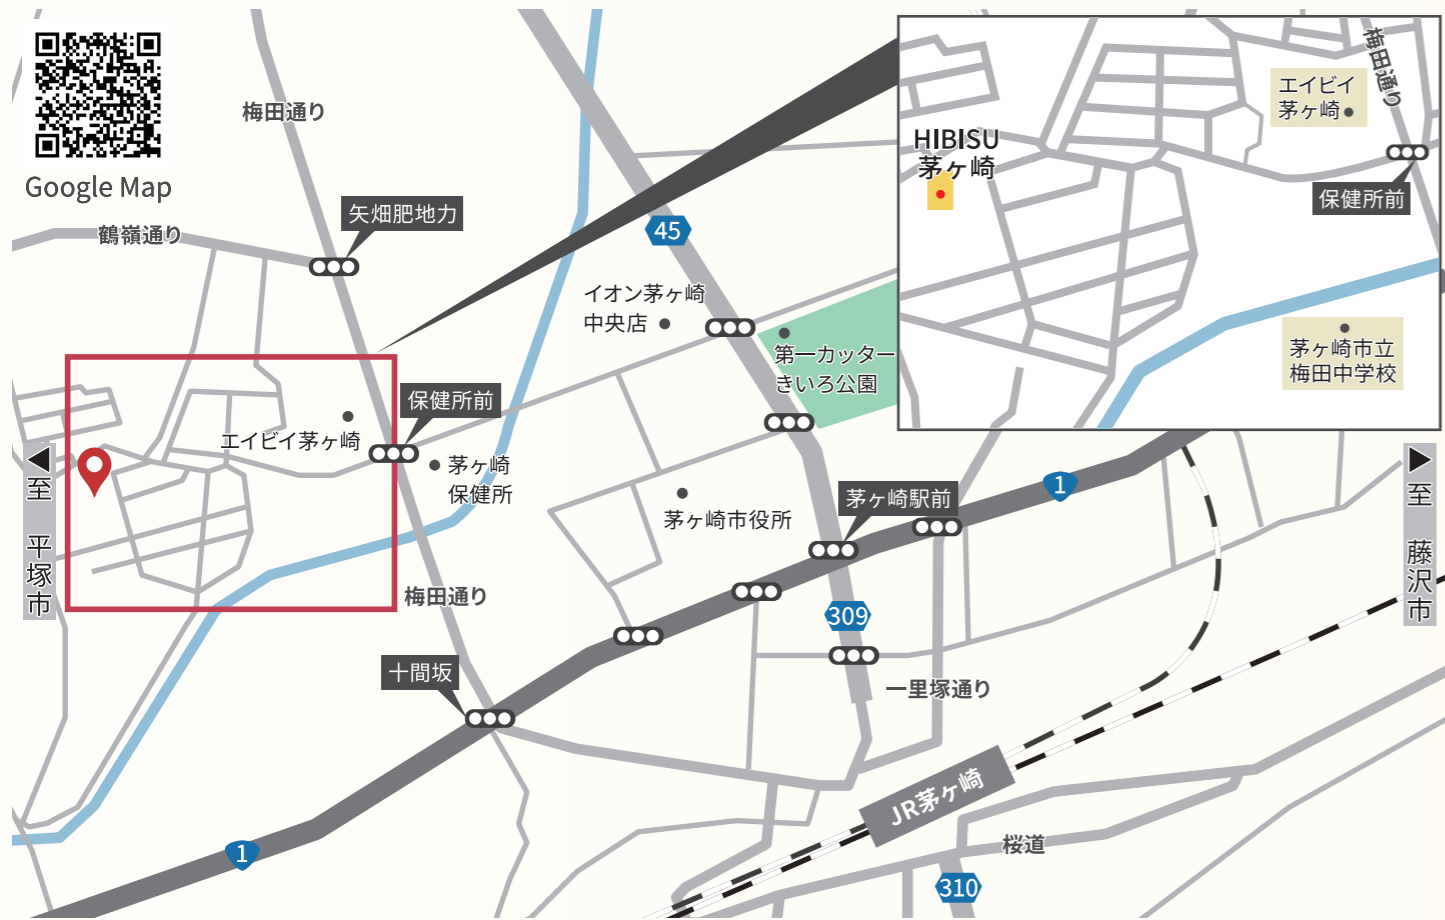 Google Map
梅田通り
鶴嶺通り
矢畑肥地力
45
イオン茅ヶ崎
中央店
第一カッター
きいろ公園
保健所前
エイビイ茅ヶ崎
茅ヶ崎
保健所
至 平塚市
梅田通り
十間坂
茅ヶ崎市役所
茅ヶ崎駅前
1
309
一里塚通り
至 藤沢市
JR茅ヶ崎
桜道
310
1
梅田通り
エイビイ
茅ヶ崎
HIBISU
茅ヶ崎
保健所前
茅ヶ崎市立
梅田中学校